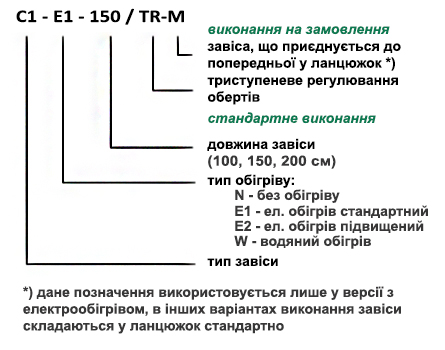 C1 - E1 - 150 / TR-M
виконання на замовлення
завіса, що приєднується до
попередньої у ланцюжок *)
триступеневе регулювання
обертів
стандартне виконання
довжина завіси
(100, 150, 200 см)
тип обігріву:
N - без обігріву
E1 - ел. обігрів стандартний
E2 - ел. обігрів підвищений
W - водяний обігрів
тип завіси
*) дане позначення використовується лише у версії з
електрообігрівом, в інших варіантах виконання завіси
складаються у ланцюжок стандартно